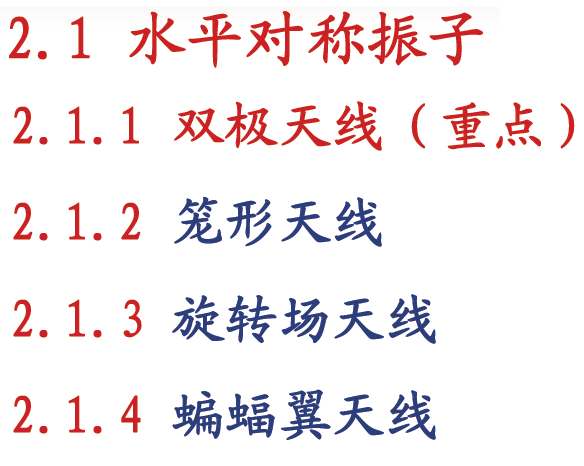 2.1 水平对称振子
2.1.1 双极天线（重点）
2.1.2 笼形天线
2.1.3 旋转场天线
2.1.4 蝙蝠翼天线